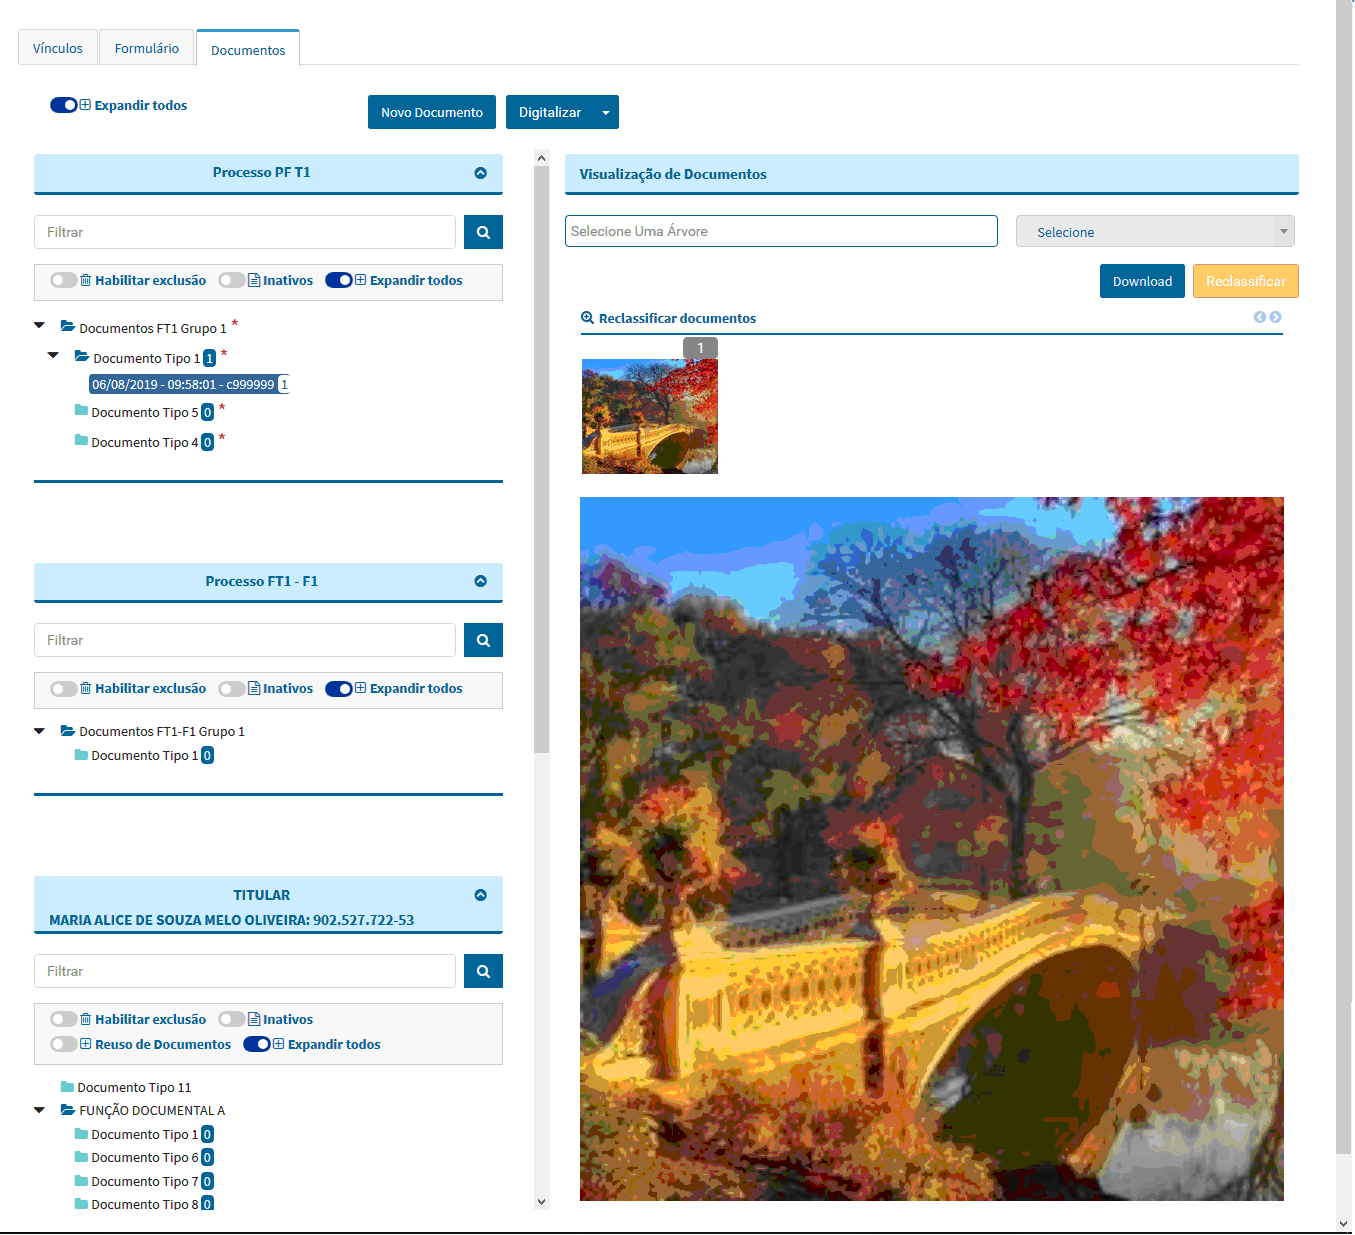 Vínculos Formulário Documentos
Expandir todos Novo Documento Digitalizar
Processo PF T1
Filtrar
Habilitar exclusão Inativos Expandir todos
Documentos FT1 Grupo 1 *
Documento Tipo 1 1 *
06/08/2019 - 09:58:01 - c999999 1
Documento Tipo 5 0 *
Documento Tipo 4 0 *
Processo FT1 - F1
Filtrar
Habilitar exclusão Inativos Expandir todos
Documentos FT1-F1 Grupo 1
Documento Tipo 1 0
TITULAR
MARIA ALICE DE SOUZA MELO OLIVEIRA: 902.527.722-53
Filtrar
Habilitar exclusão Inativos
Reuso de Documentos Expandir todos
Documento Tipo 11
FUNÇÃO DOCUMENTAL A
Documento Tipo 1 0
Documento Tipo 6 0
Documento Tipo 7 0
Documento Tipo 8 0
Visualização de Documentos
Selecione Uma Árvore Selecione
Download Reclassificar
Reclassificar documentos
1